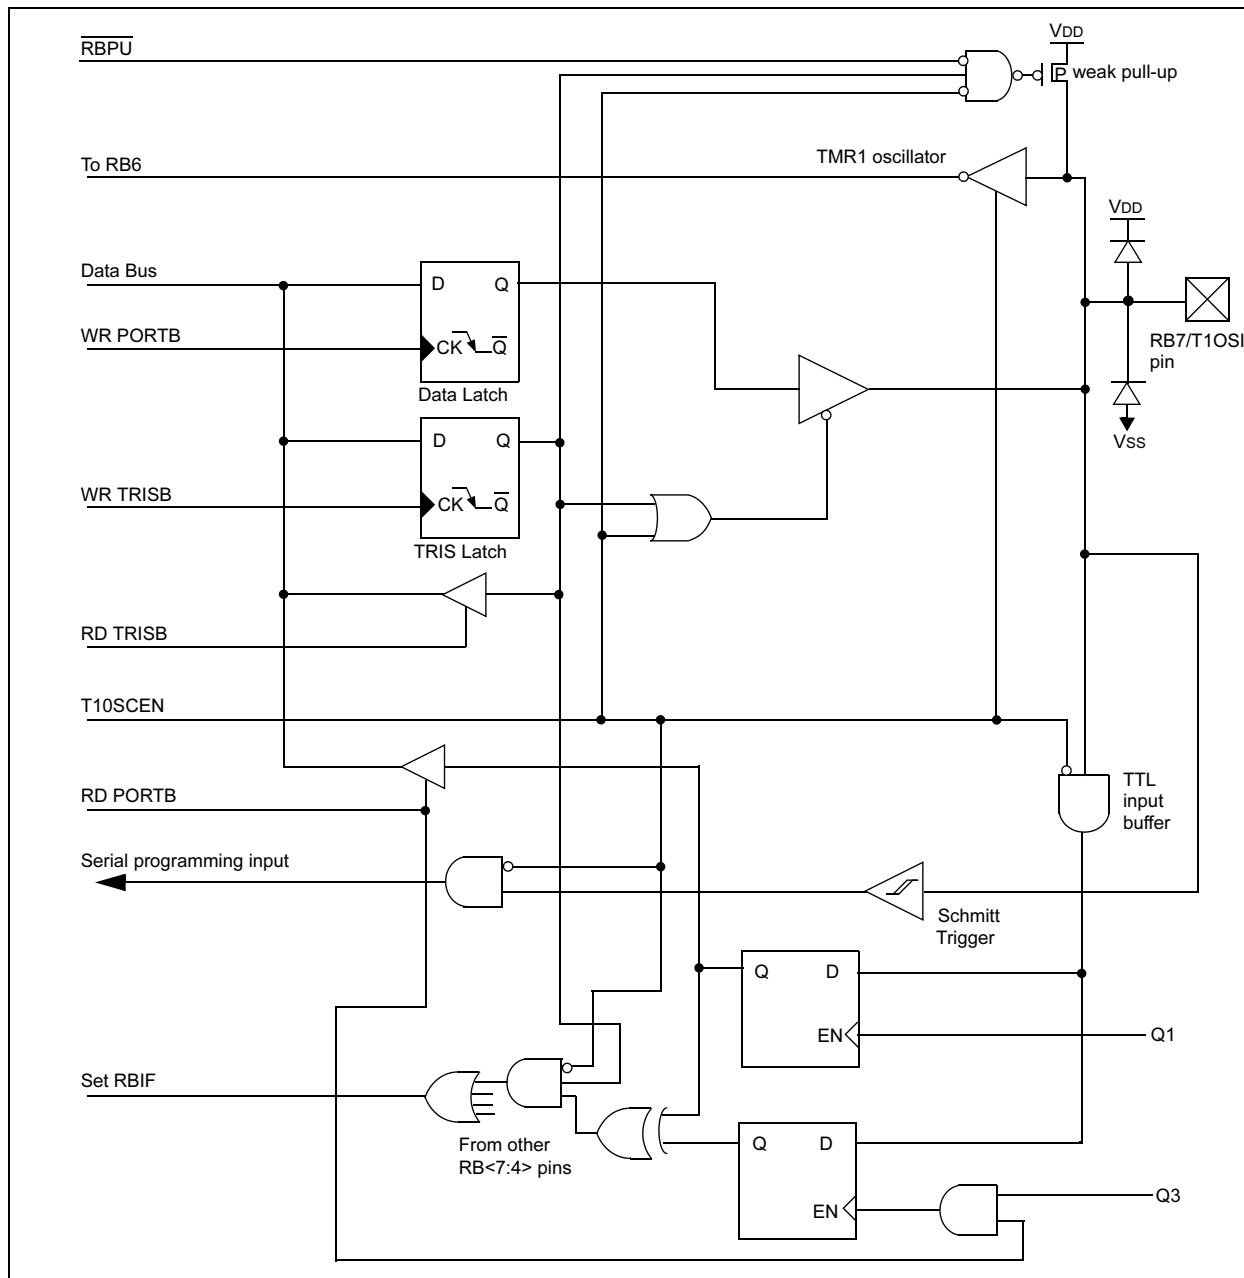 RBPU
VDD
P weak pull-up
To RB6
TMR1 oscillator
VDD
Data Bus
D Q
WR PORTB
CK Q
RB7/T1OSI
pin
Data Latch
D Q
VSS
WR TRISB
CK Q
TRIS Latch
RD TRISB
T10SCEN
RD PORTB
TTL
input
buffer
Serial programming input
Schmitt
Trigger
Q D
EN
Q1
Set RBIF
From other
RB<7:4> pins
Q D
EN
Q3